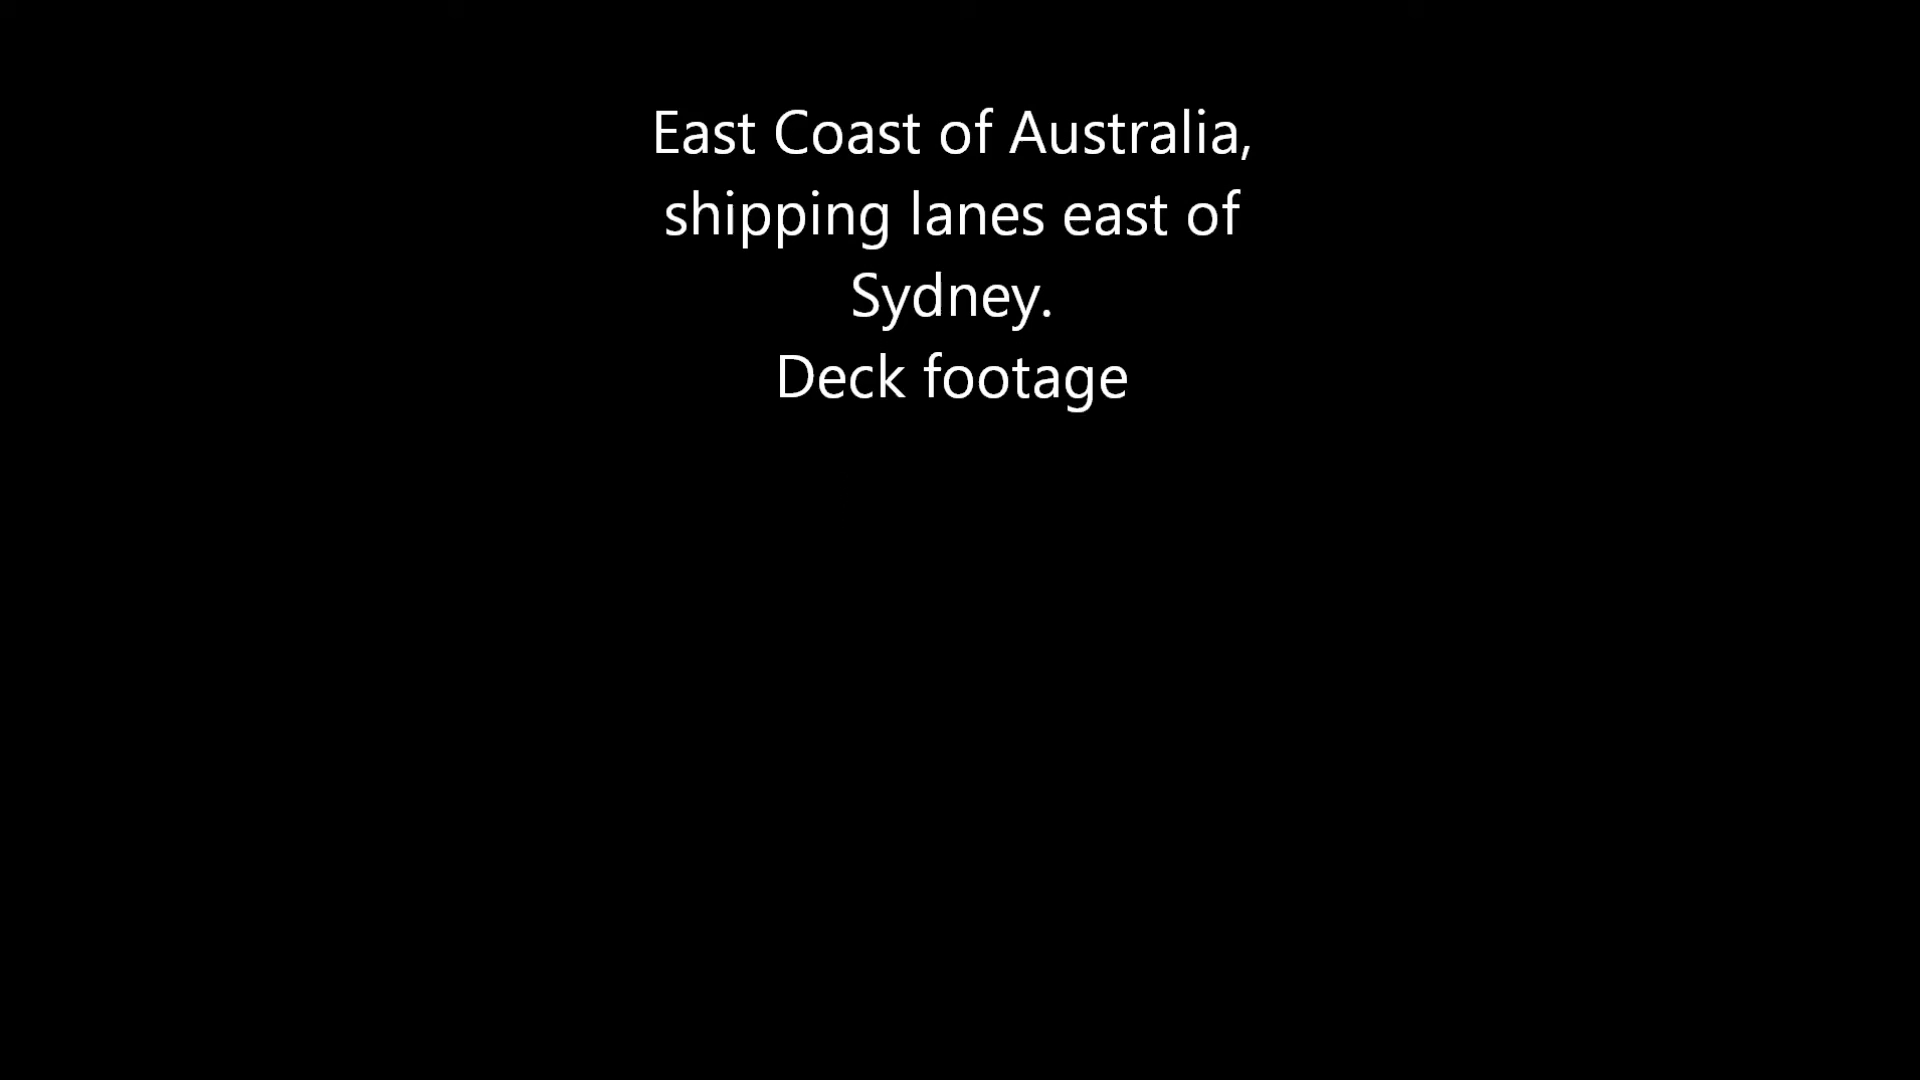 East Coast of Australia,
shipping lanes east of
Sydney.
Deck footage